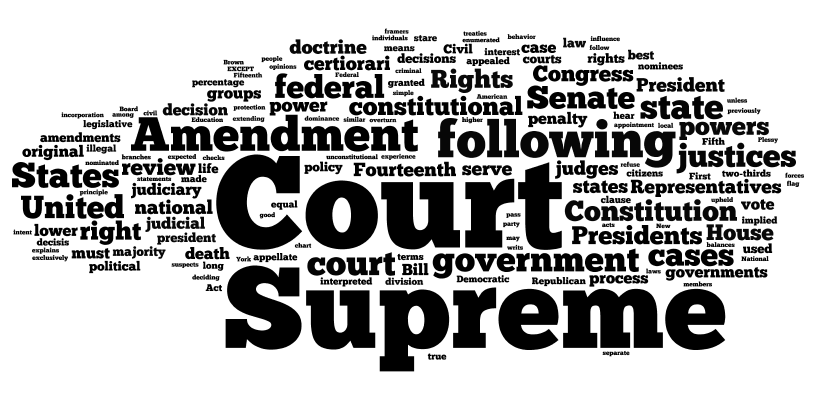 framers treaties
individuals stare enumerated behavior influence
doctrine means Civil interest case law follow
Brown people certiorari decisions appealed courts rights best
EXCEPT opinions nominees
Fifteenth Federal criminal Rights Congress
percentage federal granted President
groups simple American Senate
Board protection power constitutional state unless
incorporation among civil decision hear previously
legislative Education extending dominance similar overturn higher penalty appointment local powers
amendments Amendment following Fifth Plessy
original illegal unconstitutional experience justices
nominated branches expected checks policy judges refuse
States review life Fourteenth serve citizens First two-thirds forces
principle statements made states Representatives flag
judiciary equal clause upheld vote
United national good pass Constitution implied
intent lower right judicial party acts New House
decisis president chart may Presidents balances
explains must majority death York appellate writs cases used
exclusively court terms government National
political suspects long Bill laws governments
deciding interpreted division Democratic Republican process members
Act
Court
Supreme
true separate